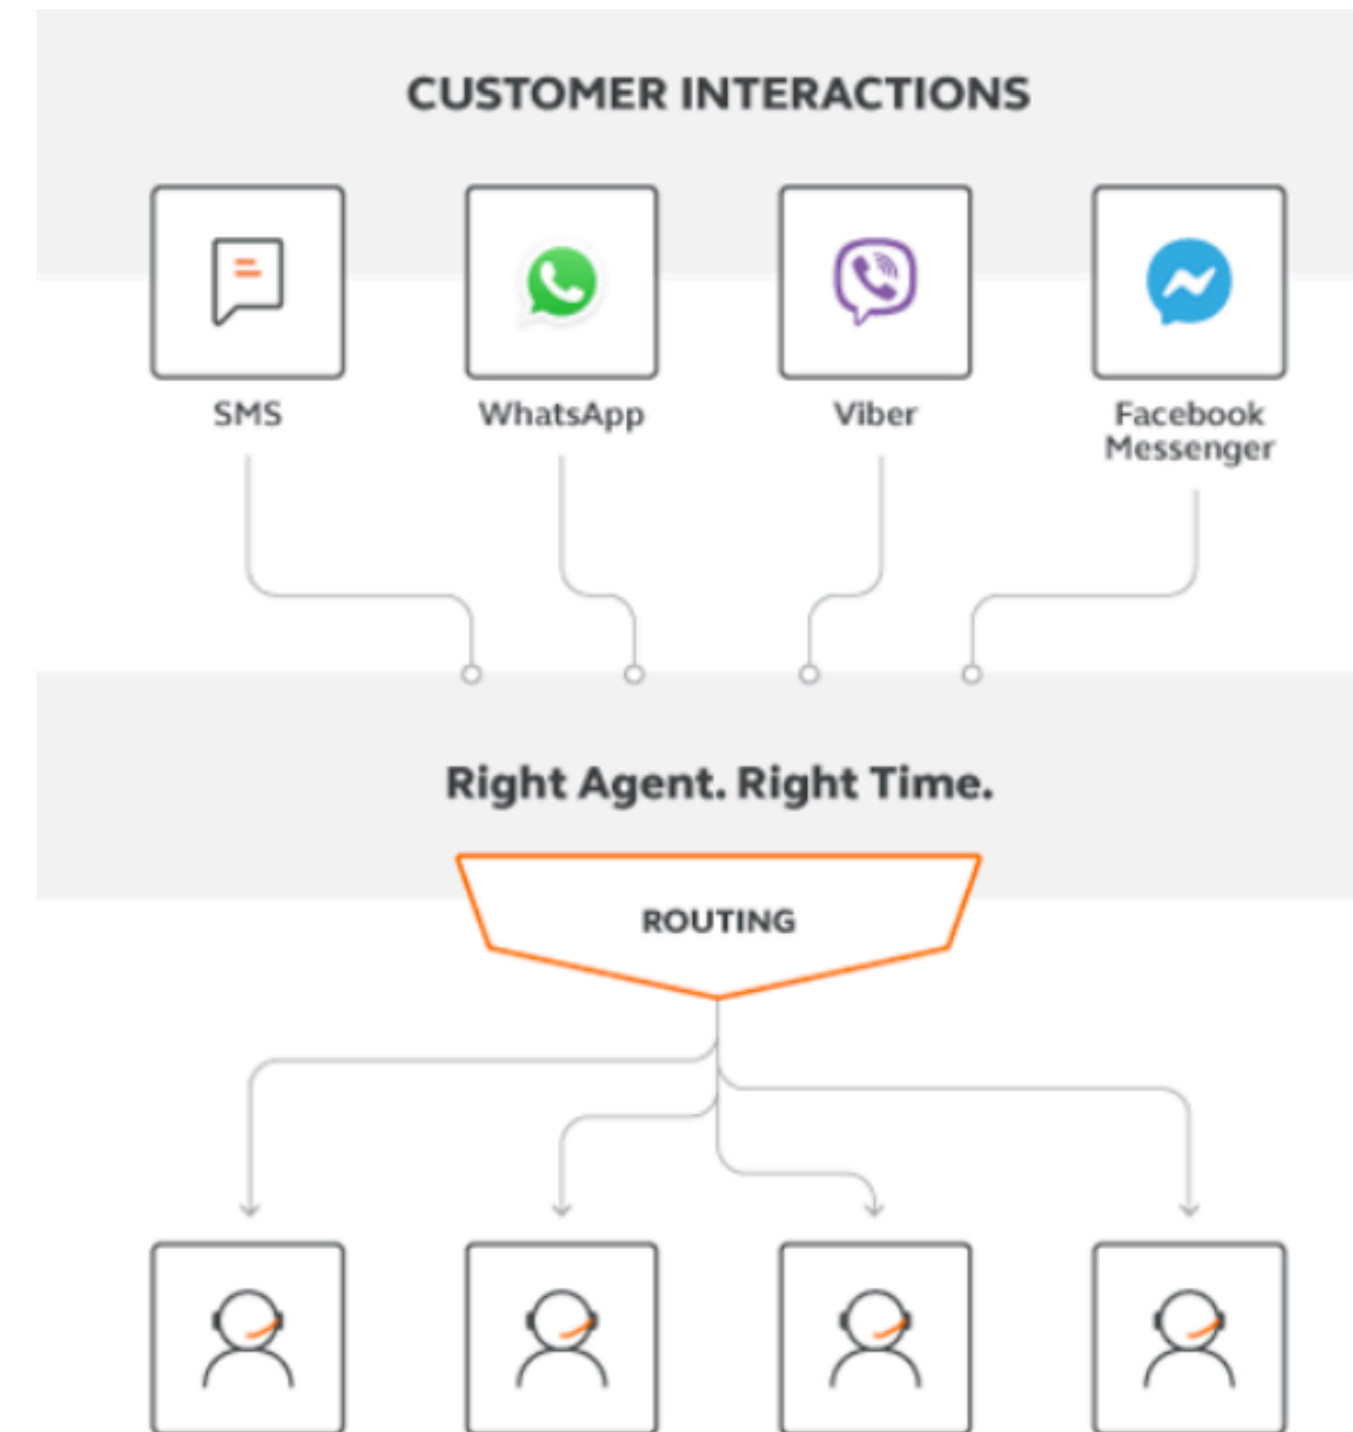 CUSTOMER INTERACTIONS
SMS
WhatsApp
Viber
Facebook
Messenger
Right Agent. Right Time.
ROUTING